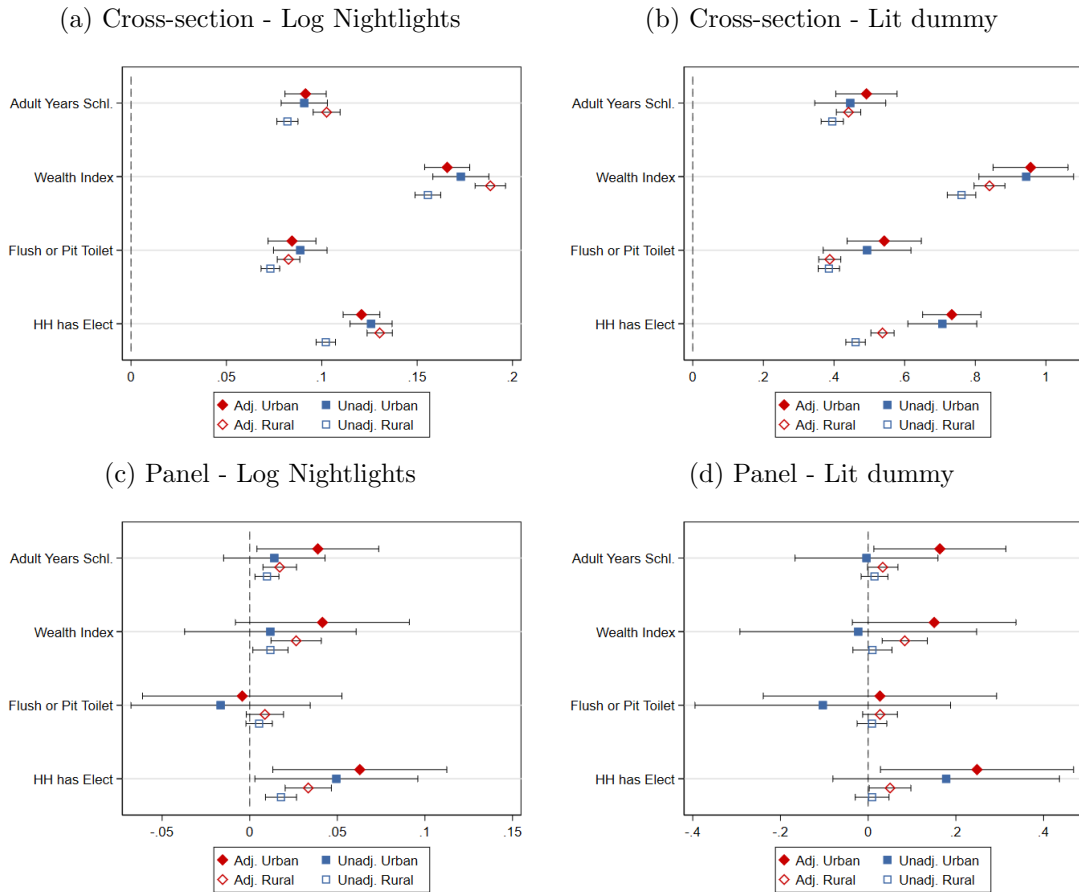 (a) Cross-section - Log Nightlights
Adult Years Schl.
Wealth Index
Flush or Pit Toilet
HH has Elect
0 .05 .1 .15 .2
Adj. Urban Unadj. Urban
Adj. Rural Unadj. Rural
(b) Cross-section - Lit dummy
Adult Years Schl.
Wealth Index
Flush or Pit Toilet
HH has Elect
0 .2 .4 .6 .8 1
Adj. Urban Unadj. Urban
Adj. Rural Unadj. Rural
(c) Panel - Log Nightlights
Adult Years Schl.
Wealth Index
Flush or Pit Toilet
HH has Elect
-.05 0 .05 .1 .15
Adj. Urban Unadj. Urban
Adj. Rural Unadj. Rural
(d) Panel - Lit dummy
Adult Years Schl.
Wealth Index
Flush or Pit Toilet
HH has Elect
-.4 -.2 0 .2 .4
Adj. Urban Unadj. Urban
Adj. Rural Unadj. Rural